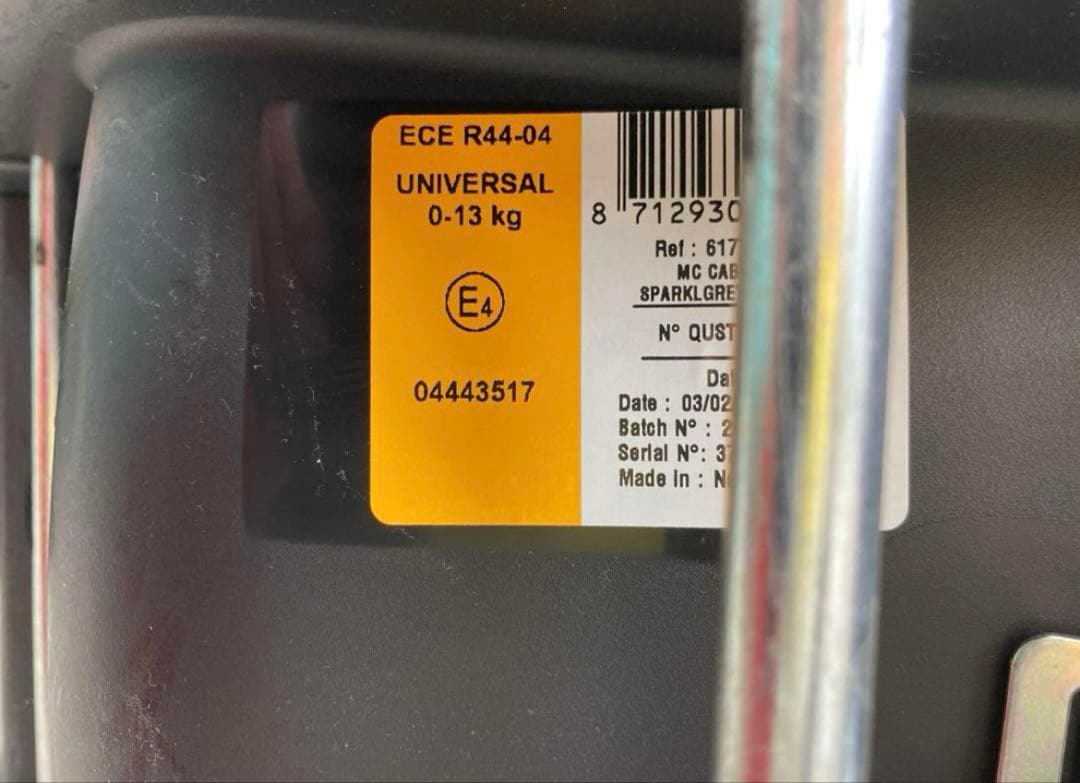 ECE R44-04
UNIVERSAL
0-13 kg
E4
04443517
8 712930
Ref : 617
MC CAB
SPARKLGRE
N° QUST
Da
Date : 03/02
Batch N° : 2
Serial N°: 37
Made in : N